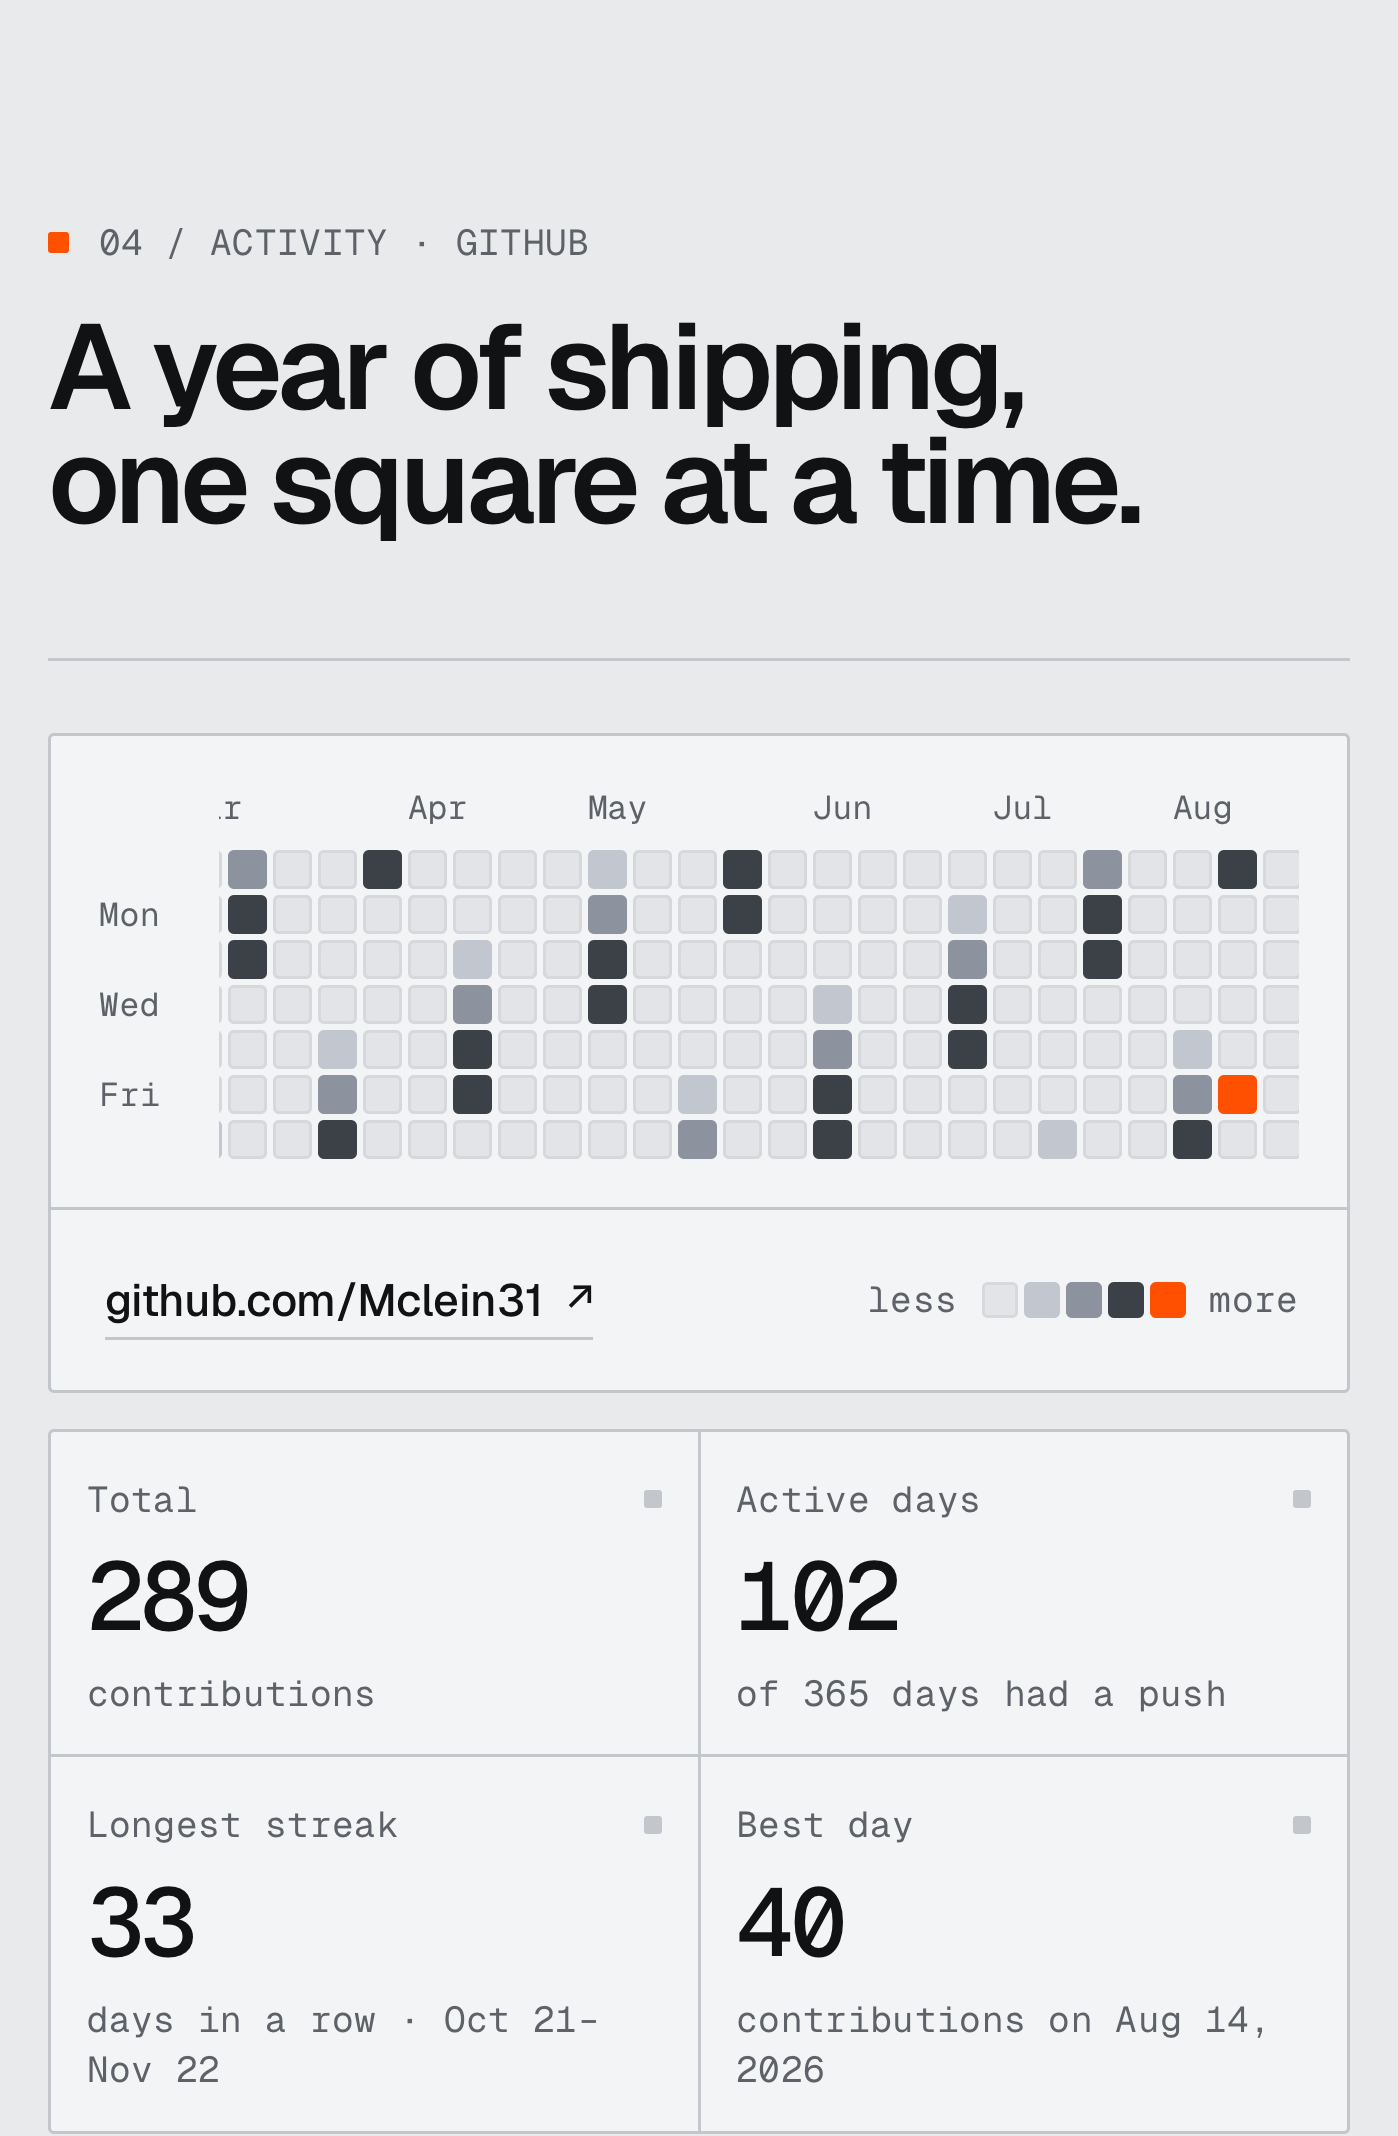 04 / ACTIVITY · GITHUB
A year of shipping,
one square at a time.
r Apr May Jun Jul Aug
Mon
Wed
Fri
github.com/Mclein31 ↗
less more
Total
289
contributions
Active days
102
of 365 days had a push
Longest streak
33
days in a row · Oct 21–
Nov 22
Best day
40
contributions on Aug 14,
2026